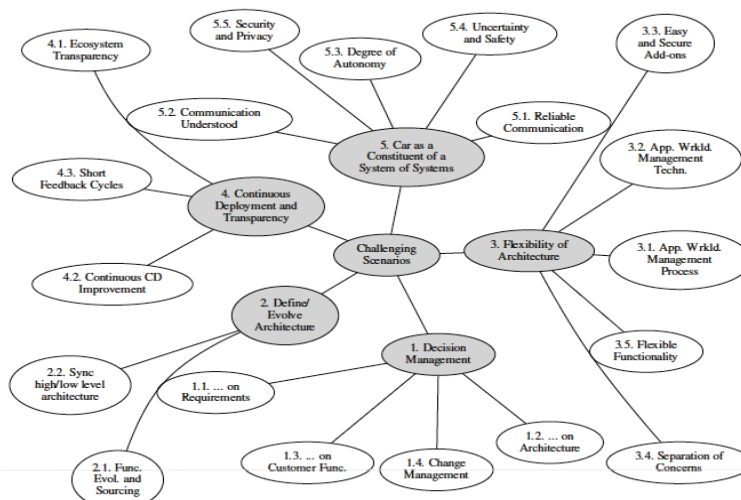 5.5. Security
and Privacy
5.4. Uncertainty
and Safety
4.1. Ecosystem
Transparency
5.3. Degree of
Autonomy
3.3. Easy
and Secure
Add-ons
5.2. Communication
Understood
5.1. Reliable
Communication
5. Car as a
Constituent of a
System of Systems
3.2. App. Wrkld.
Management
Techn.
4.3. Short
Feedback Cycles
4. Continuous
Deployment and
Transparency
Challenging
Scenarios
3. Flexibility of
Architecture
3.1. App. Wrkld.
Management
Process
4.2. Continuous CD
Improvement
2. Define/
Evolve
Architecture
1. Decision
Management
3.5. Flexible
Functionality
2.2. Sync
high/low level
architecture
1.1. ... on
Requirements
1.2. ... on
Architecture
1.3. ... on
Customer Func.
1.4. Change
Management
3.4. Separation of
Concerns
2.1. Func.
Evol. and
Sourcing